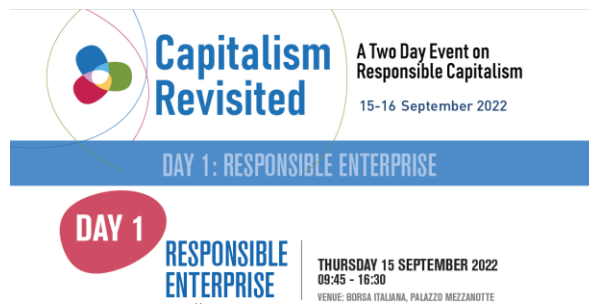 Capitalism
Revisited
A Two Day Event on
Responsible Capitalism
15-16 September 2022
DAY 1: RESPONSIBLE ENTERPRISE
DAY 1
RESPONSIBLE
ENTERPRISE
THURSDAY 15 SEPTEMBER 2022
09:45 - 16:30
VENUE: BORSA ITALIANA, PALAZZO MEZZANOTTE